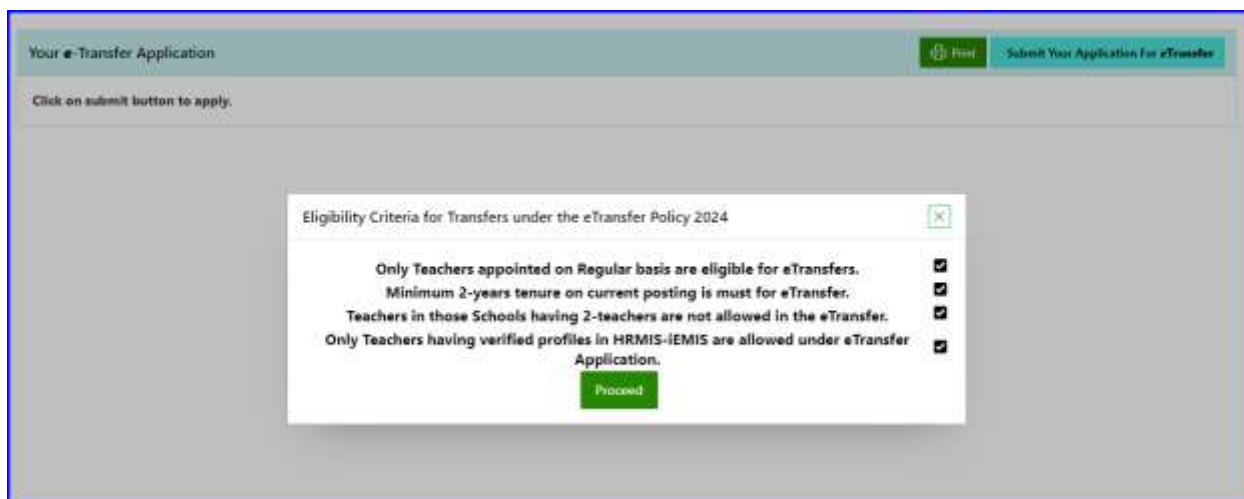 Your e-Transfer Application
Print
Submit Your Application For eTransfer
Click on submit button to apply.
Eligibility Criteria for Transfers under the eTransfer Policy 2024
Only Teachers appointed on Regular basis are eligible for eTransfers.
Minimum 2-years tenure on current posting is must for eTransfer.
Teachers in those Schools having 2-teachers are not allowed in the eTransfer.
Only Teachers having verified profiles in HRMIS-iEMIS are allowed under eTransfer
Application.
Proceed